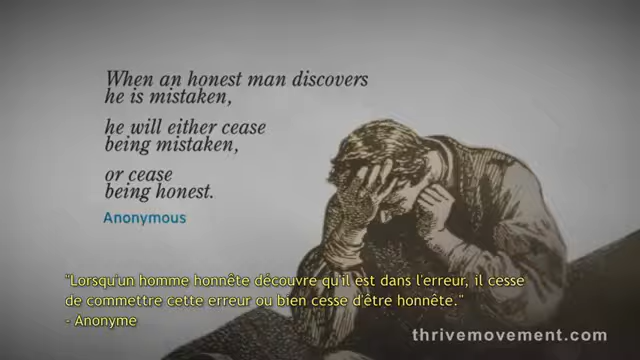 When an honest man discovers
he is mistaken,
he will either cease
being mistaken,
or cease
being honest.
Anonymous
"Lorsqu'un homme honnête découvre qu'il est dans l'erreur, il cesse
de commettre cette erreur ou bien cesse d'être honnête."
- Anonyme
thrivemovement.com